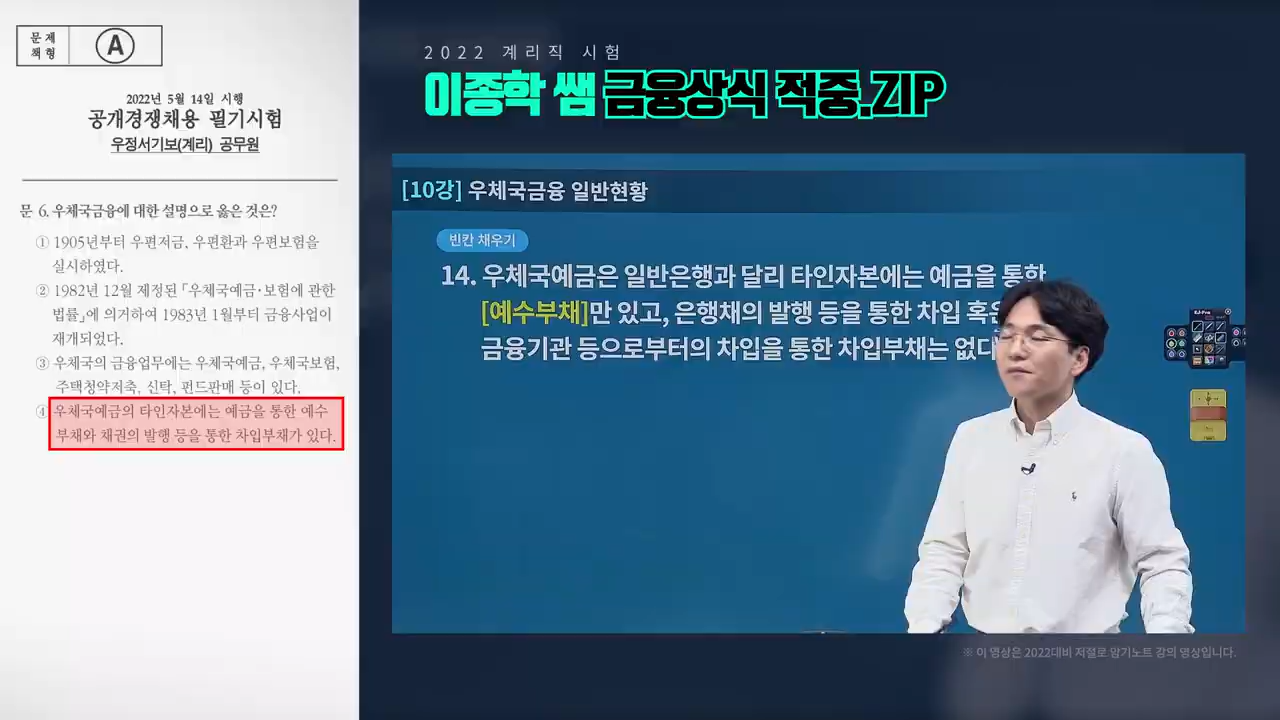 문 제
책 형
A
2022년 5월 14일 시행
공개경쟁채용 필기시험
우정서기보(계리) 공무원
문 6. 우체국금융에 대한 설명으로 옳은 것은?
① 1905년부터 우편저금, 우편환과 우편보험을
실시하였다.
② 1982년 12월 제정된 「우체국예금·보험에 관한
법률」에 의거하여 1983년 1월부터 금융사업이
재개되었다.
③ 우체국의 금융업무에는 우체국예금, 우체국보험,
주택청약저축, 신탁, 펀드판매 등이 있다.
④ 우체국예금의 타인자본에는 예금을 통한 예수
부채와 채권의 발행 등을 통한 차입부채가 있다.
2022 계리직 시험
이종학 쌤 금융상식 적중.ZIP
[10강] 우체국금융 일반현황
빈칸 채우기
14. 우체국예금은 일반은행과 달리 타인자본에는 예금을 통한
[예수부채]만 있고, 은행채의 발행 등을 통한 차입 혹은
금융기관 등으로부터의 차입을 통한 차입부채는 없다
※ 이 영상은 2022대비 저절로 암기노트 강의 영상입니다.